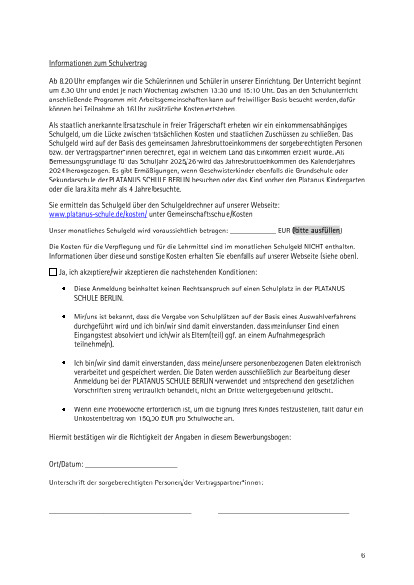 Informationen zum Schulvertrag
Ab 8.20 Uhr empfangen wir die Schülerinnen und Schüler in unserer Einrichtung. Der Unterricht beginnt
um 8.30 Uhr und endet je nach Wochentag zwischen 13:30 und 15:10 Uhr. Das an den Schulunterricht
anschließende Programm mit Arbeitsgemeinschaften kann auf freiwilliger Basis besucht werden, dafür
können bei Teilnahme ab 16 Uhr zusätzliche Kosten entstehen.
Als staatlich anerkannte Ersatzschule in freier Trägerschaft erheben wir ein einkommensabhängiges
Schulgeld, um die Lücke zwischen tatsächlichen Kosten und staatlichen Zuschüssen zu schließen. Das
Schulgeld wird auf der Basis des gemeinsamen Jahresbruttoeinkommens der sorgeberechtigten Personen
bzw. der Vertragspartner*innen berechnet, egal in welchem Land das Einkommen erzielt wurde. Als
Bemessungsgrundlage für das Schuljahr 2025/26 wird das Jahresbruttoeinkommen des Kalenderjahres
2024 herangezogen. Es gibt Ermäßigungen, wenn Geschwisterkinder ebenfalls die Grundschule oder
Sekundarschule der PLATANUS SCHULE BERLIN besuchen oder das Kind vorher den Platanus Kindergarten
oder die lara.kita mehr als 4 Jahre besuchte.
Sie ermitteln das Schulgeld über den Schulgeldrechner auf unserer Webseite:
www.platanus-schule.de/kosten/ unter Gemeinschaftsschule/Kosten
Unser monatliches Schulgeld wird voraussichtlich betragen: ______________ EUR (bitte ausfüllen)
Die Kosten für die Verpflegung und für die Lehrmittel sind im monatlichen Schulgeld NICHT enthalten.
Informationen über diese und sonstige Kosten erhalten Sie ebenfalls auf unserer Webseite (siehe oben).
Ja, ich akzeptiere/wir akzeptieren die nachstehenden Konditionen:
• Diese Anmeldung beinhaltet keinen Rechtsanspruch auf einen Schulplatz in der PLATANUS
SCHULE BERLIN.
• Mir/uns ist bekannt, dass die Vergabe von Schulplätzen auf der Basis eines Auswahlverfahrens
durchgeführt wird und ich bin/wir sind damit einverstanden, dass mein/unser Kind einen
Eingangstest absolviert und ich/wir als Eltern(teil) ggf. an einem Aufnahmegespräch
teilnehme(n).
• Ich bin/wir sind damit einverstanden, dass meine/unsere personenbezogenen Daten elektronisch
verarbeitet und gespeichert werden. Die Daten werden ausschließlich zur Bearbeitung dieser
Anmeldung bei der PLATANUS SCHULE BERLIN verwendet und entsprechend den gesetzlichen
Vorschriften streng vertraulich behandelt, nicht an Dritte weitergegeben und gelöscht.
• Wenn eine Probewoche erforderlich ist, um die Eignung Ihres Kindes festzustellen, fällt dafür ein
Unkostenbeitrag von 150,00 EUR pro Schulwoche an.
Hiermit bestätigen wir die Richtigkeit der Angaben in diesem Bewerbungsbogen:
Ort/Datum: ____________________________
Unterschrift der sorgeberechtigten Personen/der Vertragspartner*innen:
6